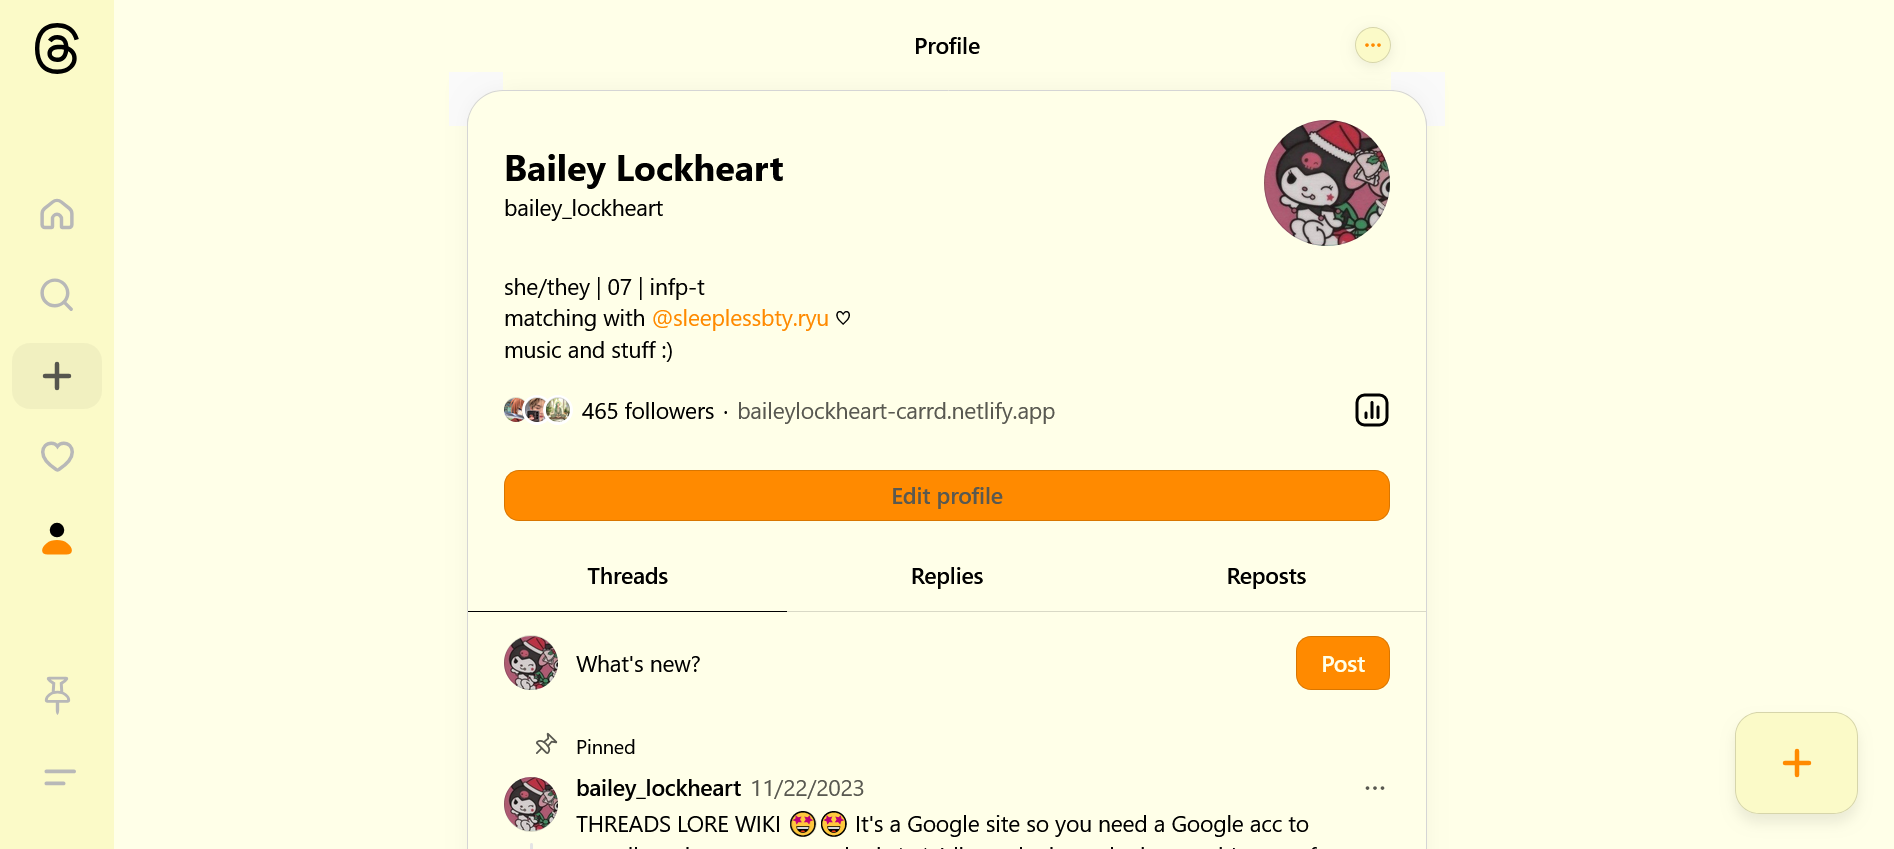 Profile
Bailey Lockheart
bailey_lockheart
she/they | 07 | infp-t
matching with @sleeplessbty.ryu ♡
music and stuff :)
465 followers · baileylockheart-carrd.netlify.app
Edit profile
Threads Replies Reposts
What's new? Post
Pinned
bailey_lockheart 11/22/2023
THREADS LORE WIKI 🤩🤩 It's a Google site so you need a Google acc to